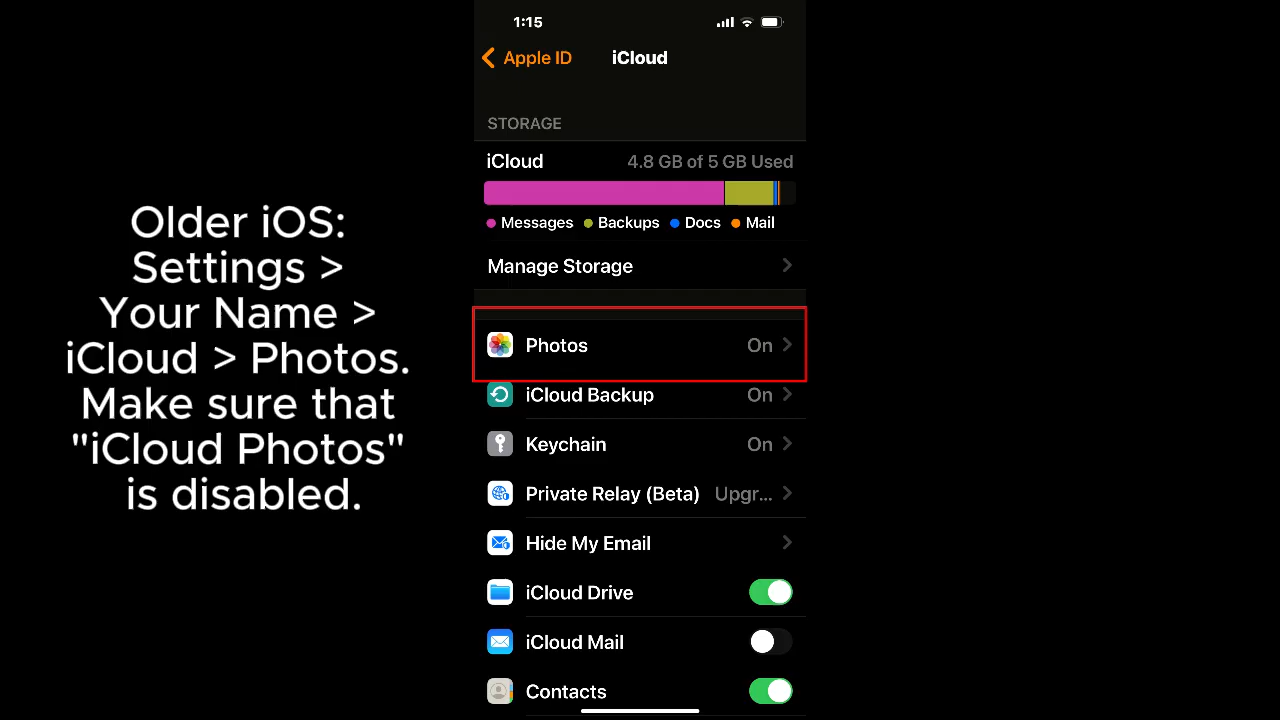 Older iOS:
Settings >
Your Name >
iCloud > Photos.
Make sure that
"iCloud Photos"
is disabled.
1:15
Apple ID
iCloud
STORAGE
iCloud 4.8 GB of 5 GB Used
Messages Backups Docs Mail
Manage Storage
Photos On
iCloud Backup On
Keychain On
Private Relay (Beta) Upgr...
Hide My Email
iCloud Drive
iCloud Mail
Contacts